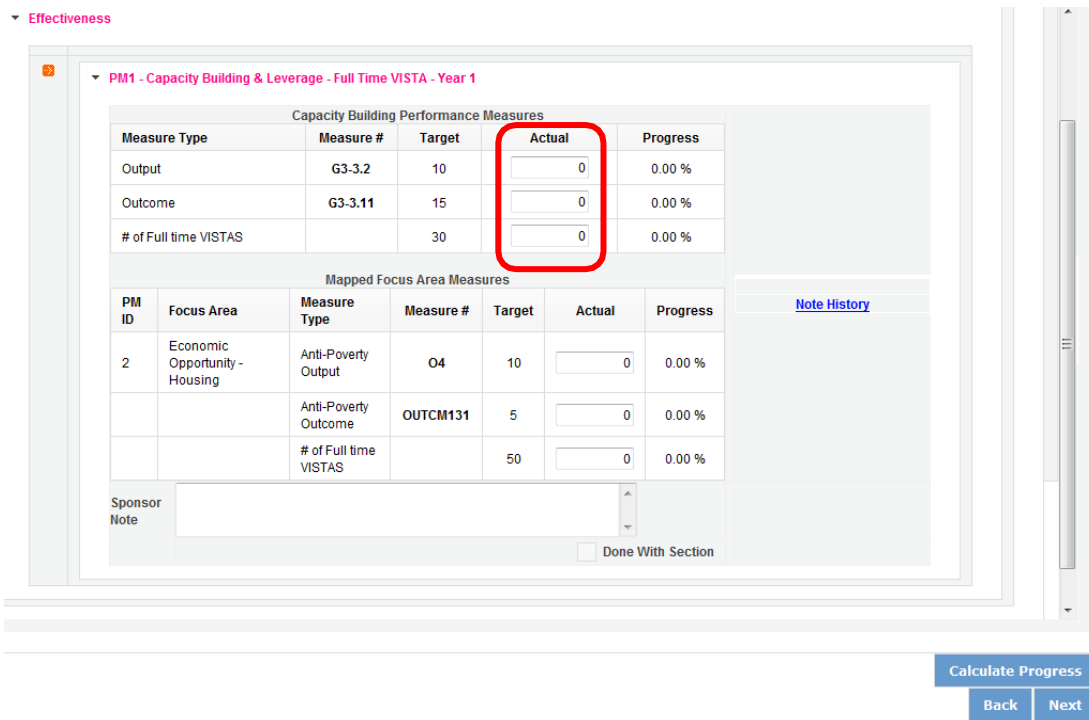 Effectiveness
PM1 - Capacity Building & Leverage - Full Time VISTA - Year 1
Capacity Building Performance Measures
Measure Type Measure # Target Actual Progress
Output G3-3.2 10 0 0.00 %
Outcome G3-3.11 15 0 0.00 %
# of Full time VISTAS 30 0 0.00 %
Mapped Focus Area Measures
PM ID Focus Area Measure Type Measure # Target Actual Progress
Note History
2 Economic Opportunity - Housing Anti-Poverty Output O4 10 0 0.00 %
Anti-Poverty Outcome OUTCM131 5 0 0.00 %
# of Full time VISTAS 50 0 0.00 %
Sponsor Note
Done With Section
Calculate Progress
Back Next